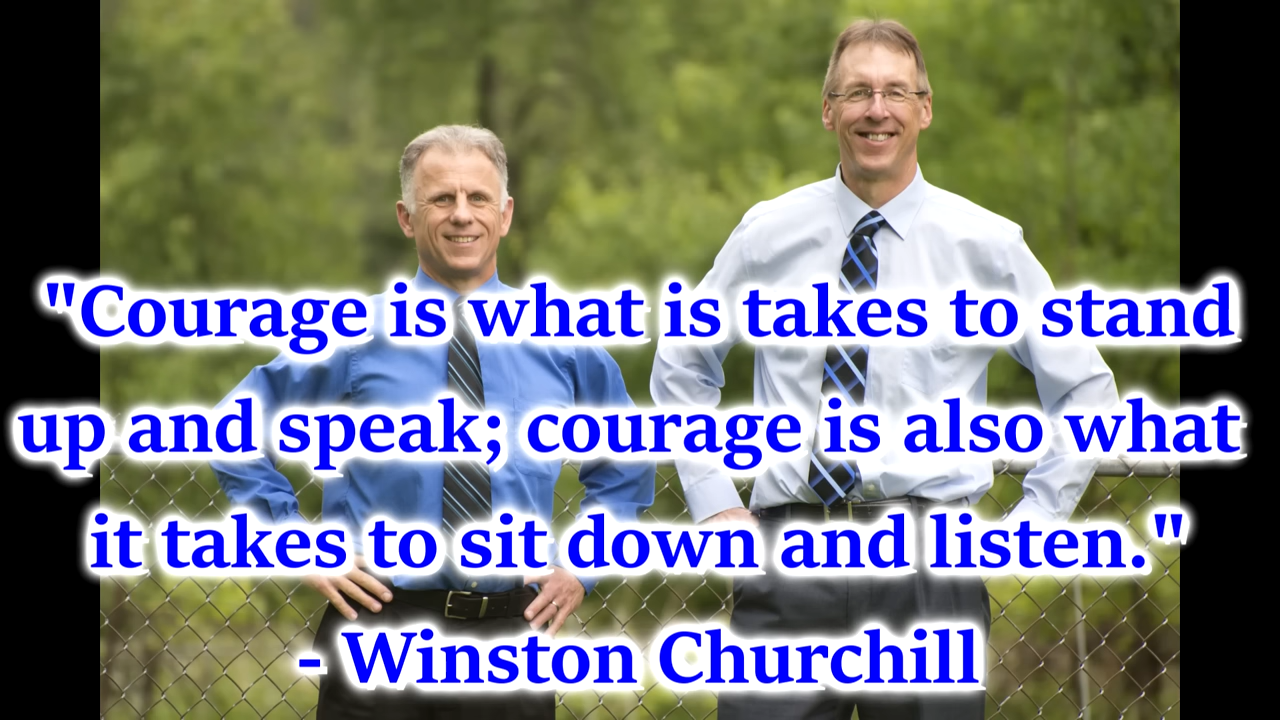 "Courage is what is takes to stand
up and speak; courage is also what
it takes to sit down and listen."
- Winston Churchill